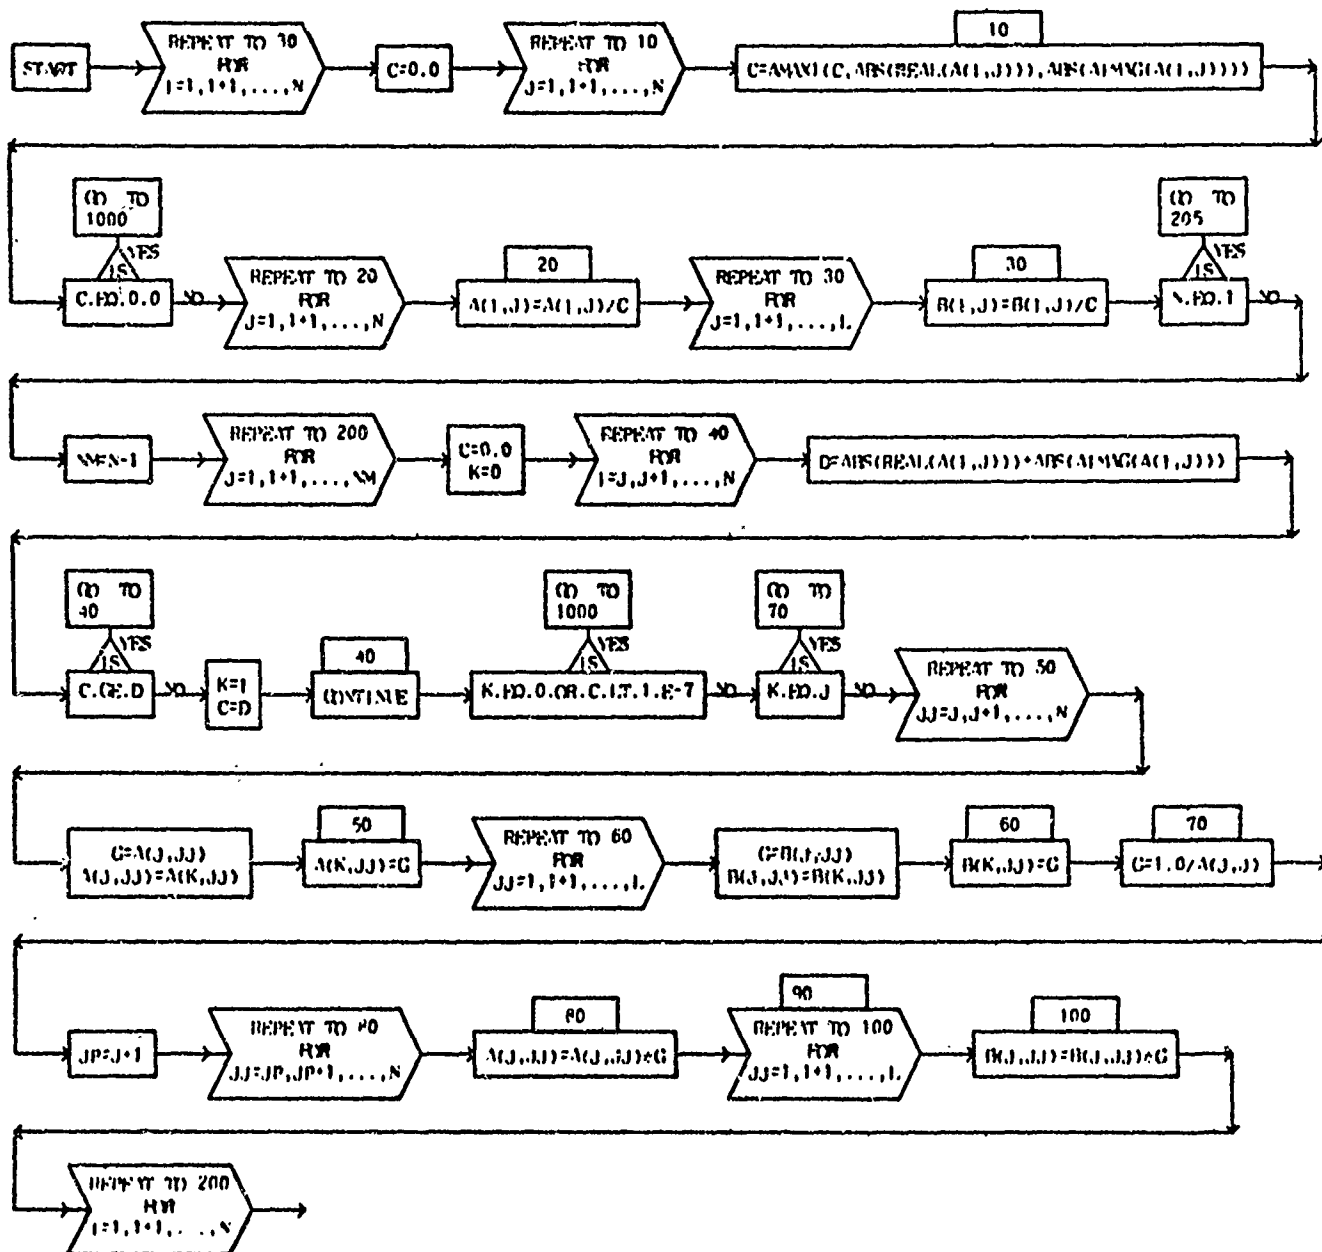 START
REPEAT TO 30
FOR
I=1,1+1,...,N
C=0.0
REPEAT TO 10
FOR
J=1,1+1,...,N
10
C=AMAX1(C,ABS(REAL(A(I,J))),ABS(AIMAG(A(I,J))))
GO TO
1000
YES
IS
C.EQ.0.0
NO
REPEAT TO 20
FOR
J=1,1+1,...,N
20
A(I,J)=A(I,J)/C
REPEAT TO 30
FOR
J=1,1+1,...,L
30
B(I,J)=B(I,J)/C
GO TO
205
YES
IS
N.EQ.1
NO
NM=N-1
REPEAT TO 200
FOR
J=1,1+1,...,NM
C=0.0
K=0
REPEAT TO 40
FOR
I=J,J+1,...,N
D=ABS(REAL(A(I,J)))+ABS(AIMAG(A(I,J)))
GO TO
40
YES
IS
C.GE.D
NO
K=I
C=D
40
CONTINUE
GO TO
1000
YES
IS
K.EQ.0.OR.C.LT.1.E-7
NO
GO TO
70
YES
IS
K.EQ.J
NO
REPEAT TO 50
FOR
JJ=J,J+1,...,N
G=A(J,JJ)
A(J,JJ)=A(K,JJ)
50
A(K,JJ)=G
REPEAT TO 60
FOR
JJ=1,1+1,...,L
G=B(J,JJ)
B(J,JJ)=B(K,JJ)
60
B(K,JJ)=G
70
G=1.0/A(J,J)
JP=J+1
REPEAT TO 80
FOR
JJ=JP,JP+1,...,N
80
A(J,JJ)=A(J,JJ)*G
90
REPEAT TO 100
FOR
JJ=1,1+1,...,L
100
B(J,JJ)=B(J,JJ)*G
REPEAT TO 200
FOR
I=1,1+1,...,N